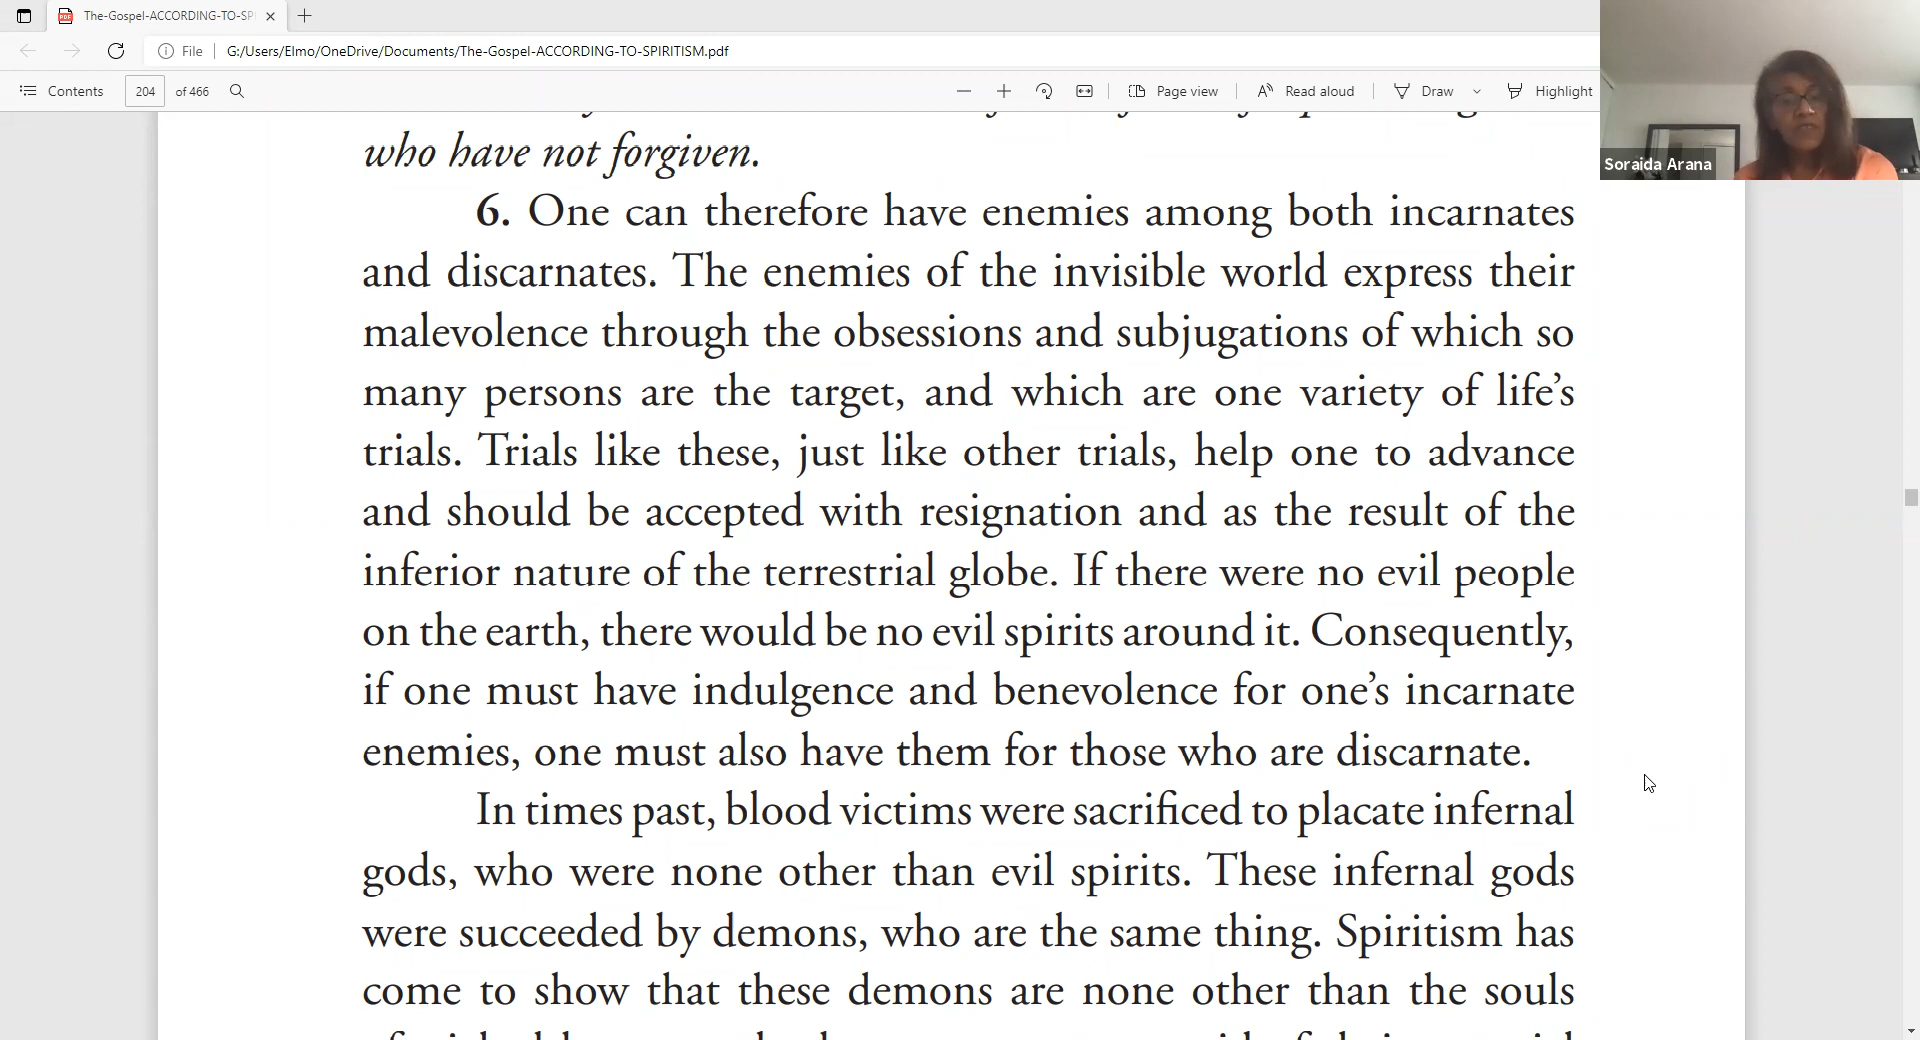 The-Gospel-ACCORDING-TO-SPI
File
G:/Users/Elmo/OneDrive/Documents/The-Gospel-ACCORDING-TO-SPIRITISM.pdf
Contents
204
of 466
Page view
Read aloud
Draw
Highlight
Soraida Arana
who have not forgiven.
6. One can therefore have enemies among both incarnates
and discarnates. The enemies of the invisible world express their
malevolence through the obsessions and subjugations of which so
many persons are the target, and which are one variety of life’s
trials. Trials like these, just like other trials, help one to advance
and should be accepted with resignation and as the result of the
inferior nature of the terrestrial globe. If there were no evil people
on the earth, there would be no evil spirits around it. Consequently,
if one must have indulgence and benevolence for one’s incarnate
enemies, one must also have them for those who are discarnate.
In times past, blood victims were sacrificed to placate infernal
gods, who were none other than evil spirits. These infernal gods
were succeeded by demons, who are the same thing. Spiritism has
come to show that these demons are none other than the souls